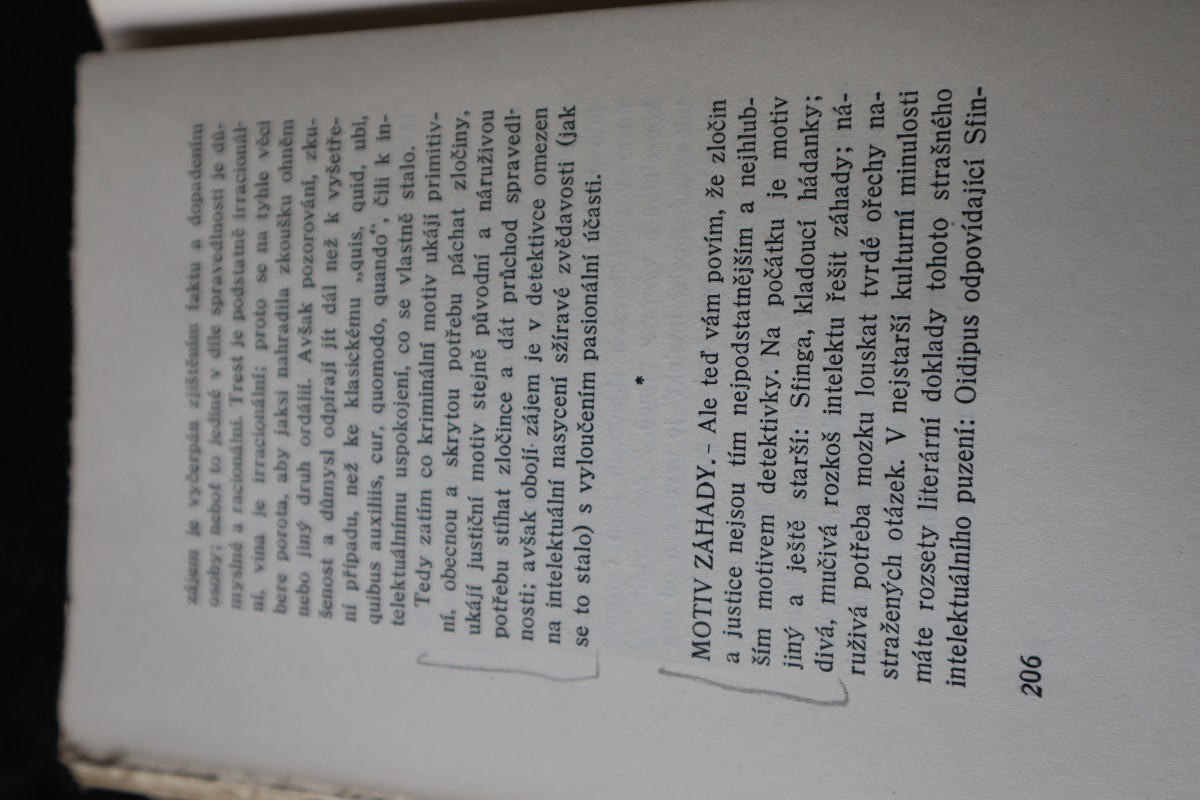 zájem je vyčerpán zjištěním faktu a dopadením
osoby; neboť to jediné v díle spravedlnosti je dů-
myslné a racionální. Trest je podstatně irracionál-
ní, vina je irracionální; proto se na tyhle věci
bere porota, aby jaksi nahradila zkoušku ohněm
nebo jiný druh ordálií. Avšak pozorování, zku-
šenost a důmysl odpírají jít dál než k vyšetře-
ní případu, než ke klasickému „quis, quid, ubi,
quibus auxiliis, cur, quomodo, quando“, čili k in-
telektuálnímu uspokojení, co se vlastně stalo.
Tedy zatím co kriminální motiv ukájí primitiv-
ní, obecnou a skrytou potřebu páchat zločiny,
ukájí justiční motiv stejně původní a náruživou
potřebu stíhat zločince a dát průchod spravedl-
nosti; avšak obojí zájem je v detektivce omezen
na intelektuální nasycení sžíravé zvědavosti (jak
se to stalo) s vyloučením pasionální účasti.
*
MOTIV ZÁHADY. – Ale teď vám povím, že zločin
a justice nejsou tím nejpodstatnějším a nejhlub-
ším motivem detektivky. Na počátku je motiv
jiný a ještě starší: Sfinga, kladoucí hádanky;
divá, mučivá rozkoš intelektu řešit záhady; ná-
ruživá potřeba mozku louskat tvrdé ořechy na-
stražených otázek. V nejstarší kulturní minulosti
máte rozsety literární doklady tohoto strašného
intelektuálního puzení: Oidipus odpovídající Sfin-
206